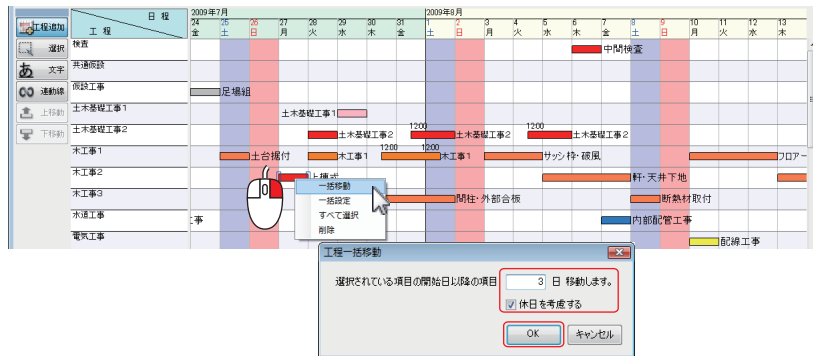 日 程
工 程
2009年7月
2009年8月
24 25 26 27 28 29 30 31 1 2 3 4 5 6 7 8 9 10 11 12 13
金 土 日 月 火 水 木 金 土 日 月 火 水 木 金 土 日 月 火 水 木
工程追加
選択
あ 文字
連動線
上移動
下移動
検査
中間検査
共通仮設
仮設工事
足場組
土木基礎工事1
土木基礎工事1
土木基礎工事2
土木基礎工事2
12:00
土木基礎工事2
12:00
土木基礎工事2
木工事1
土台据付
木工事1
12:00
12:00
木工事1
サッシ枠・破風
フロアー
木工事2
上棟式
軒・天井下地
木工事3
間柱・外部合板
断熱材取付
水道工事
工事
内部配管工事
電気工事
配線工事
一括移動
一括設定
すべて選択
削除
工程一括移動
選択されている項目の開始日以降の項目 3 日 移動します。
休日を考慮する
OK キャンセル